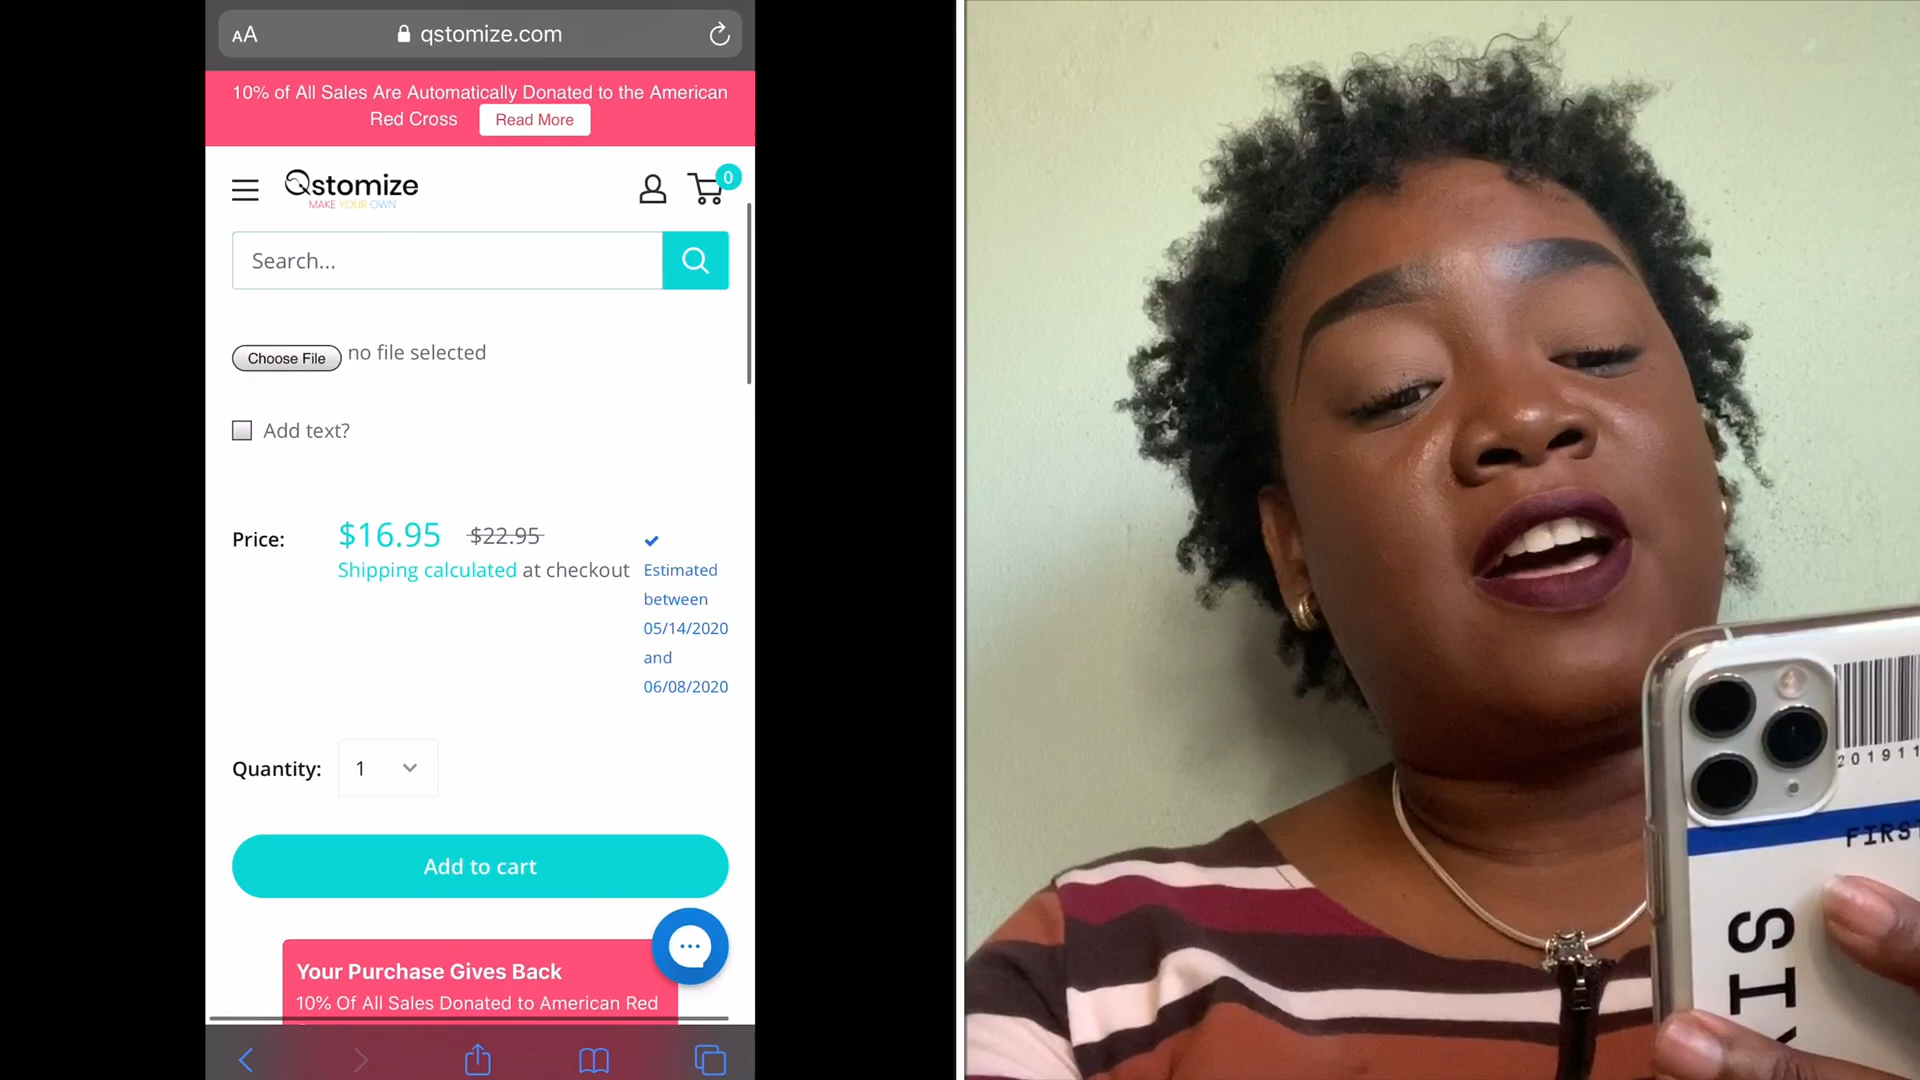 AA qstomize.com
10% of All Sales Are Automatically Donated to the American
Red Cross Read More
Qstomize
MAKE YOUR OWN
0
Search...
Choose File no file selected
Add text?
Price: $16.95 $22.95
Shipping calculated at checkout
Estimated
between
05/14/2020
and
06/08/2020
Quantity: 1
Add to cart
Your Purchase Gives Back
10% Of All Sales Donated to American Red
201911
FIRST